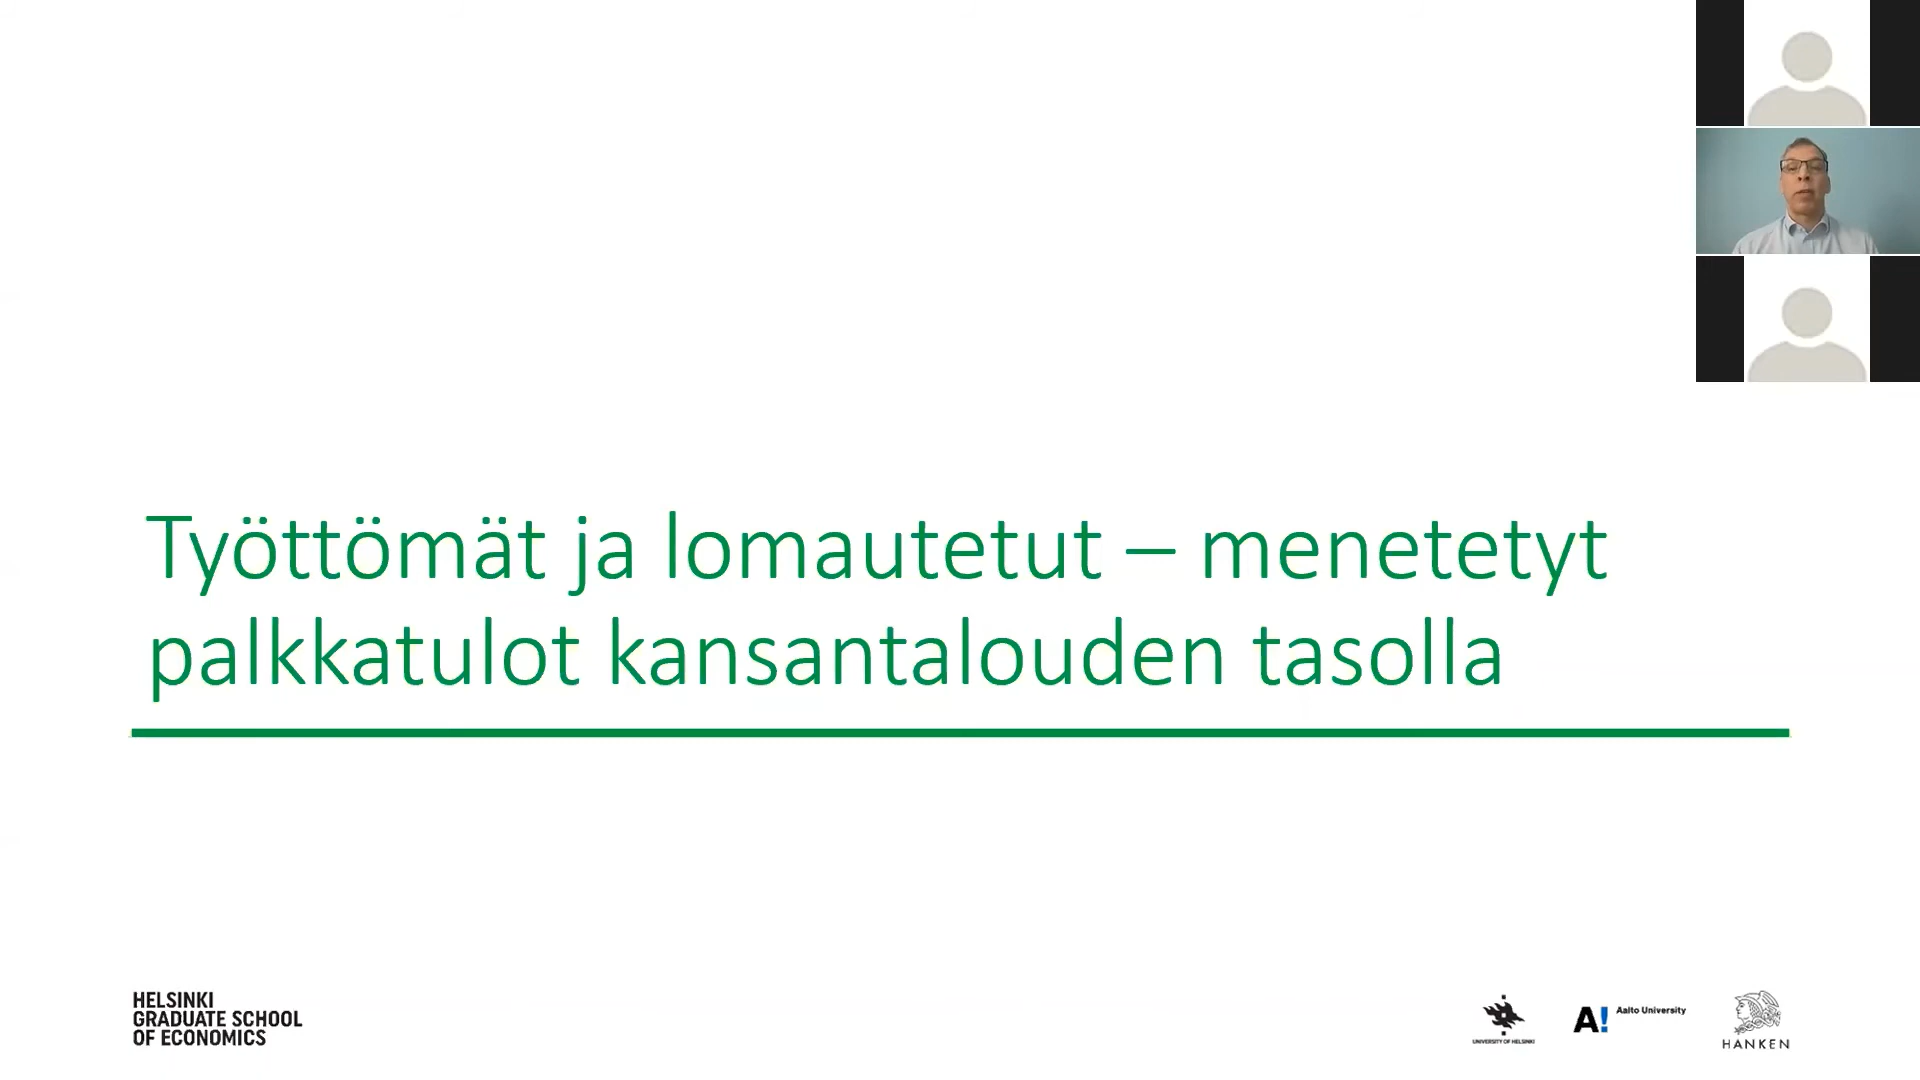 Työttömät ja lomautetut – menetetyt
palkkatulot kansantalouden tasolla
HELSINKI
GRADUATE SCHOOL
OF ECONOMICS
UNIVERSITY OF HELSINKI
A! Aalto University
HANKEN